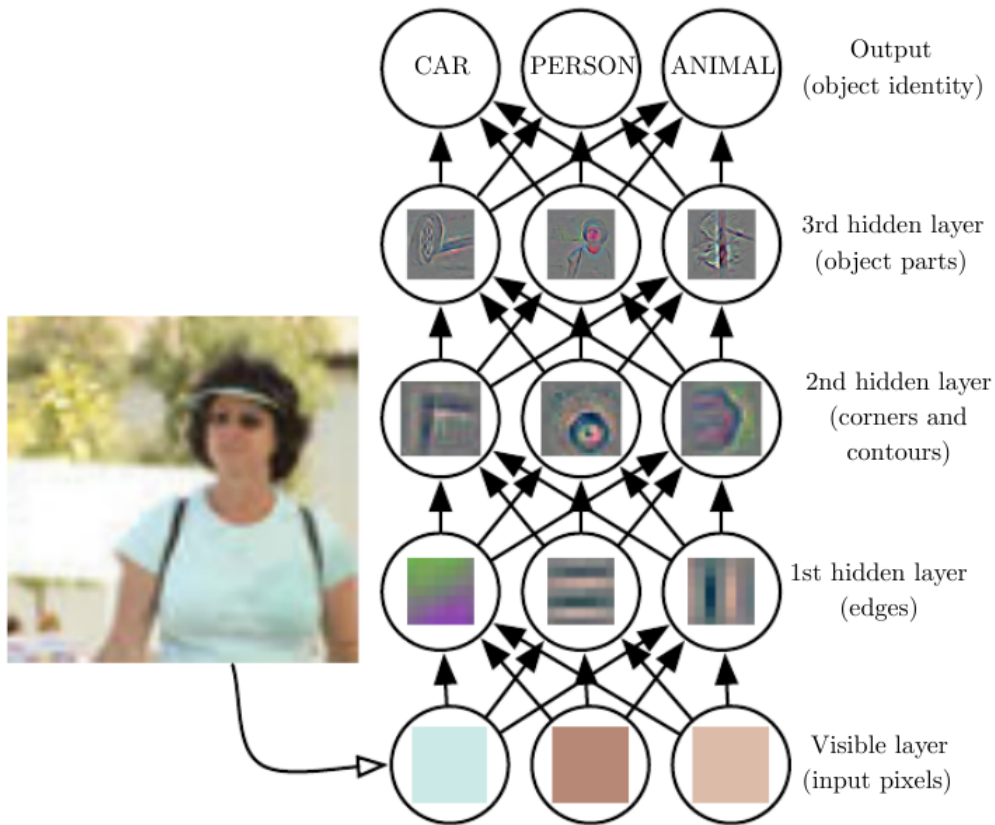 CAR
PERSON
ANIMAL
Output
(object identity)
3rd hidden layer
(object parts)
2nd hidden layer
(corners and
contours)
1st hidden layer
(edges)
Visible layer
(input pixels)